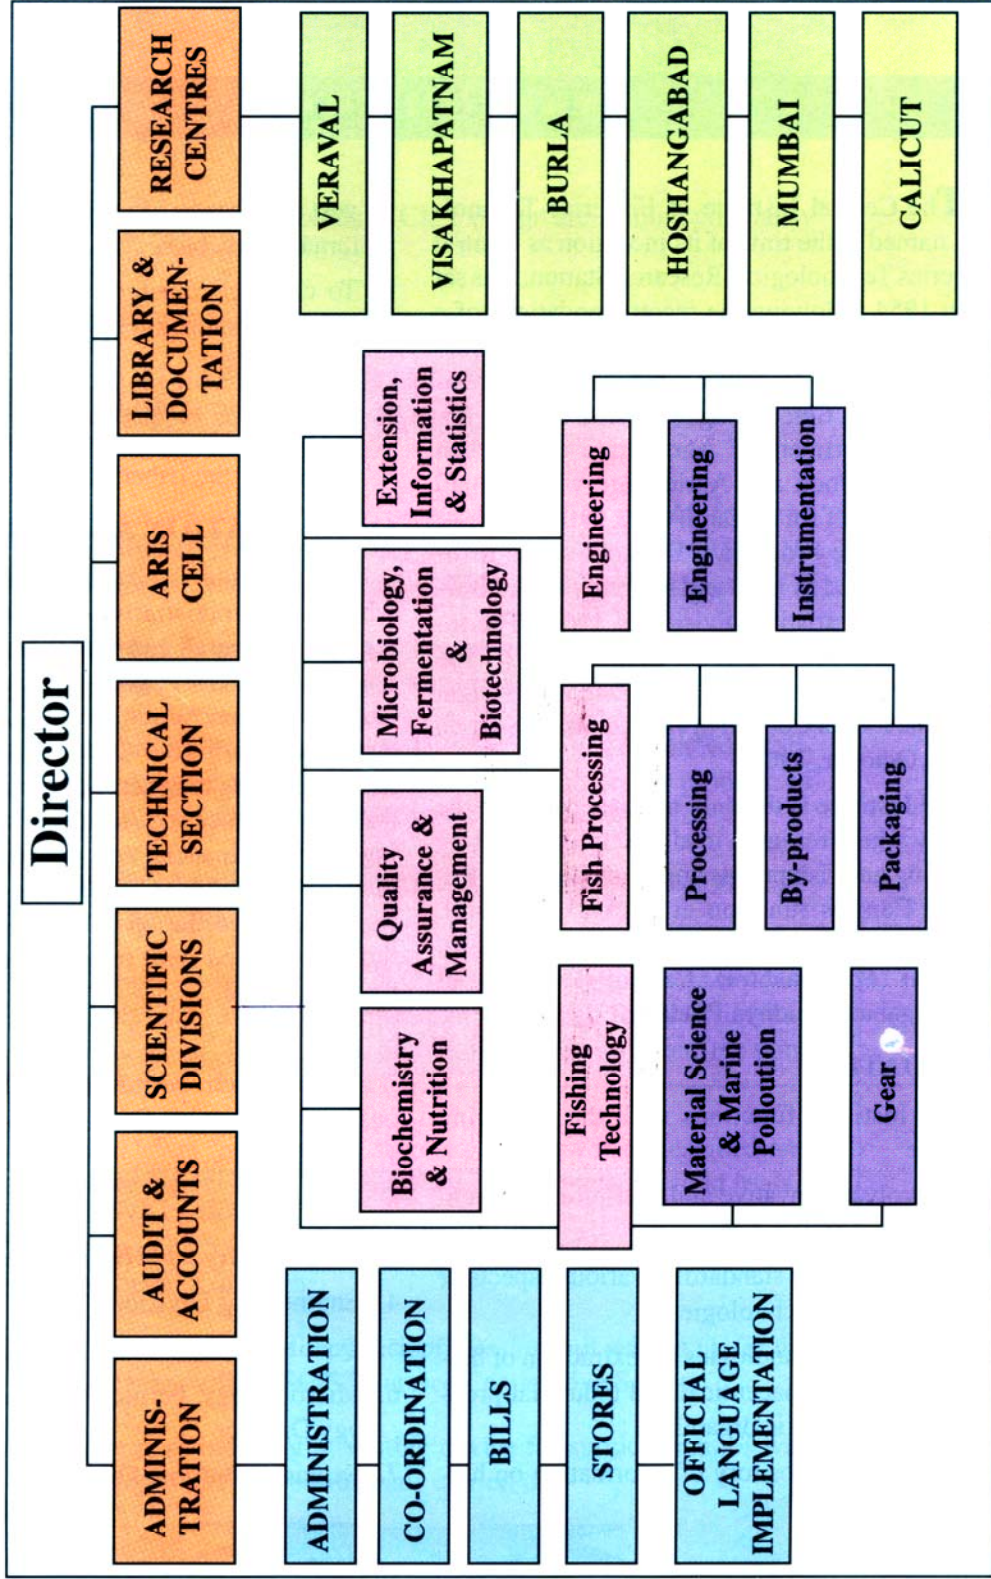 Director
ADMINIS-
TRATION
AUDIT &
ACCOUNTS
SCIENTIFIC
DIVISIONS
TECHNICAL
SECTION
ARIS
CELL
LIBRARY &
DOCUMEN-
TATION
RESEARCH
CENTRES
ADMINISTRATION
CO-ORDINATION
BILLS
STORES
OFFICIAL
LANGUAGE
IMPLEMENTATION
Biochemistry
& Nutrition
Quality
Assurance &
Management
Microbiology,
Fermentation
&
Biotechnology
Extension,
Information
& Statistics
Fishing
Technology
Material Science
& Marine
Polloution
Gear
Fish Processing
Processing
By-products
Packaging
Engineering
Engineering
Instrumentation
VERAVAL
VISAKHAPATNAM
BURLA
HOSHANGABAD
MUMBAI
CALICUT